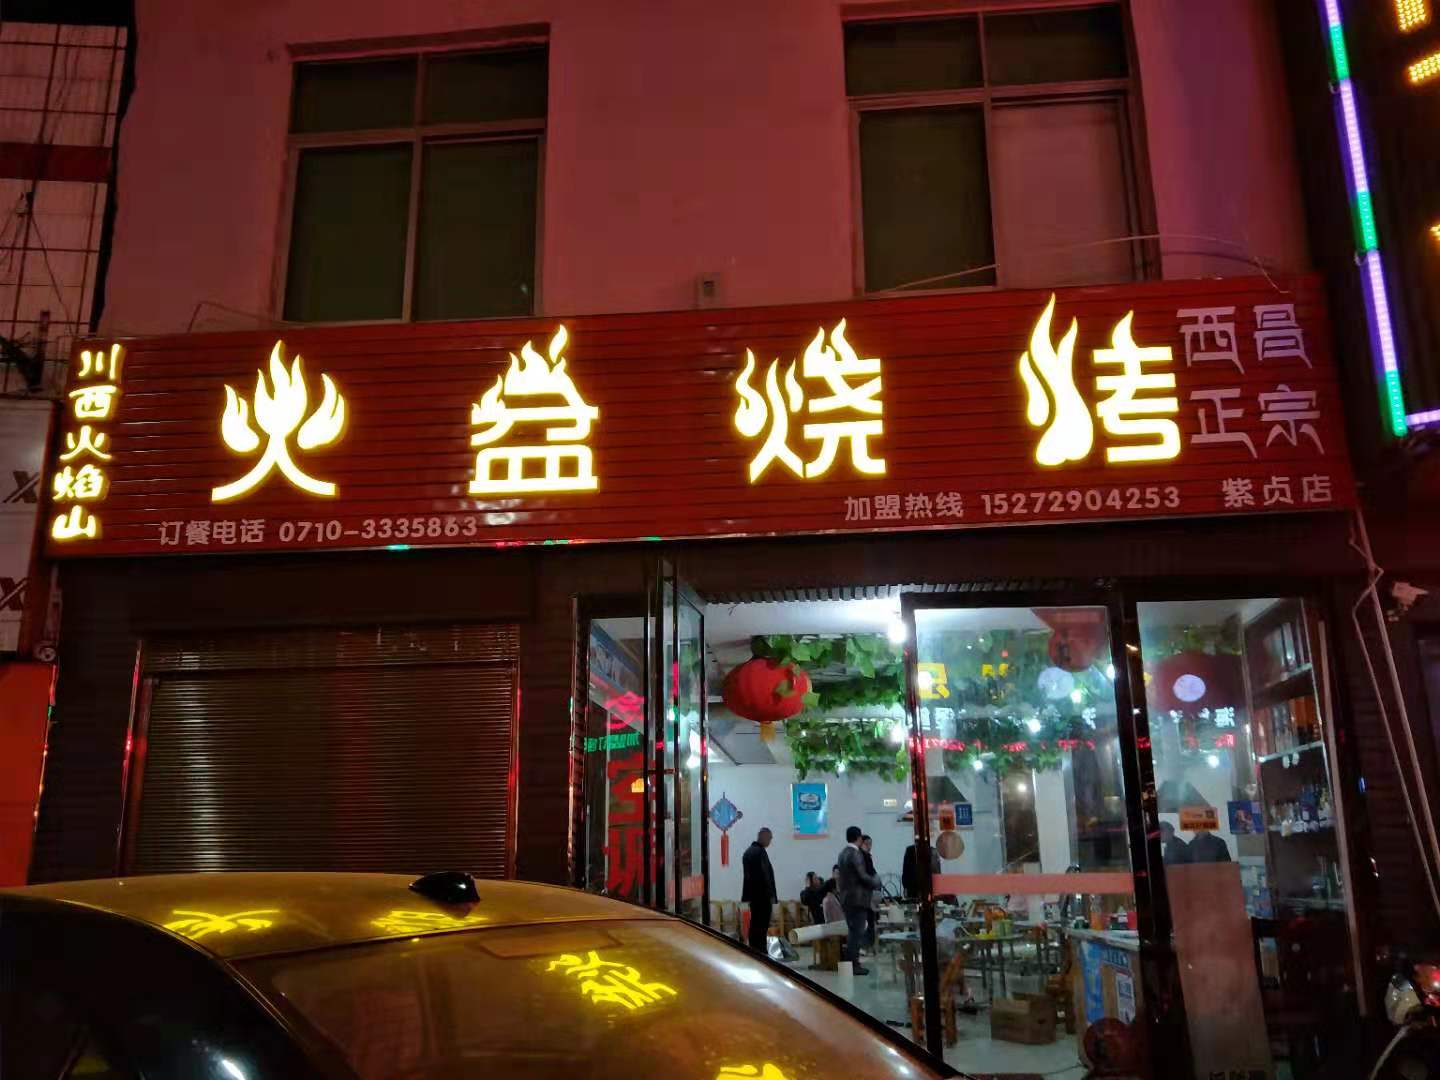 川西火焰山
火盆烧烤
西昌
正宗
订餐电话 0710-3335863
加盟热线 15272904253 紫贞店